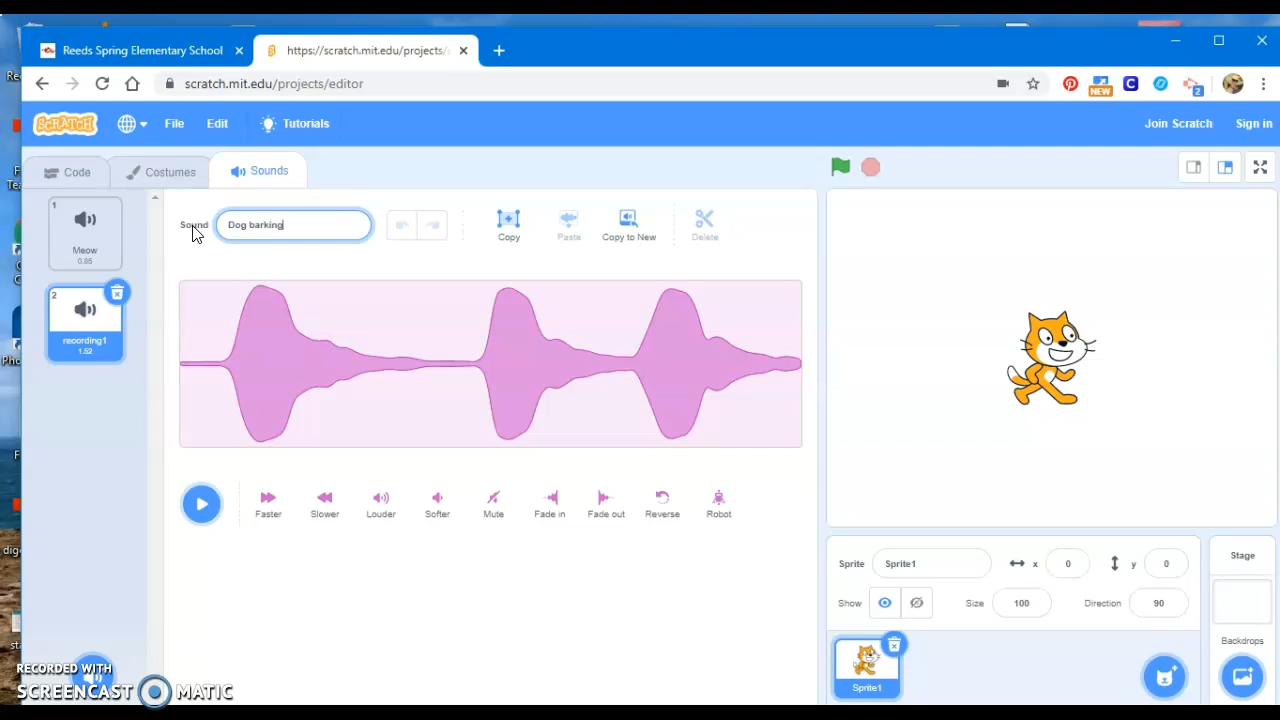 Reeds Spring Elementary School
https://scratch.mit.edu/projects/
scratch.mit.edu/projects/editor
NEW
C
2
SCRATCH
File
Edit
Tutorials
Join Scratch
Sign in
Code
Costumes
Sounds
1
Meow
0.85
2
recording1
1.52
Sound
Dog barking
Copy
Paste
Copy to New
Delete
Faster
Slower
Louder
Softer
Mute
Fade in
Fade out
Reverse
Robot
Sprite
Sprite1
x
0
y
0
Show
Size
100
Direction
90
Sprite1
Stage
Backdrops
RECORDED WITH
SCREENCAST MATIC